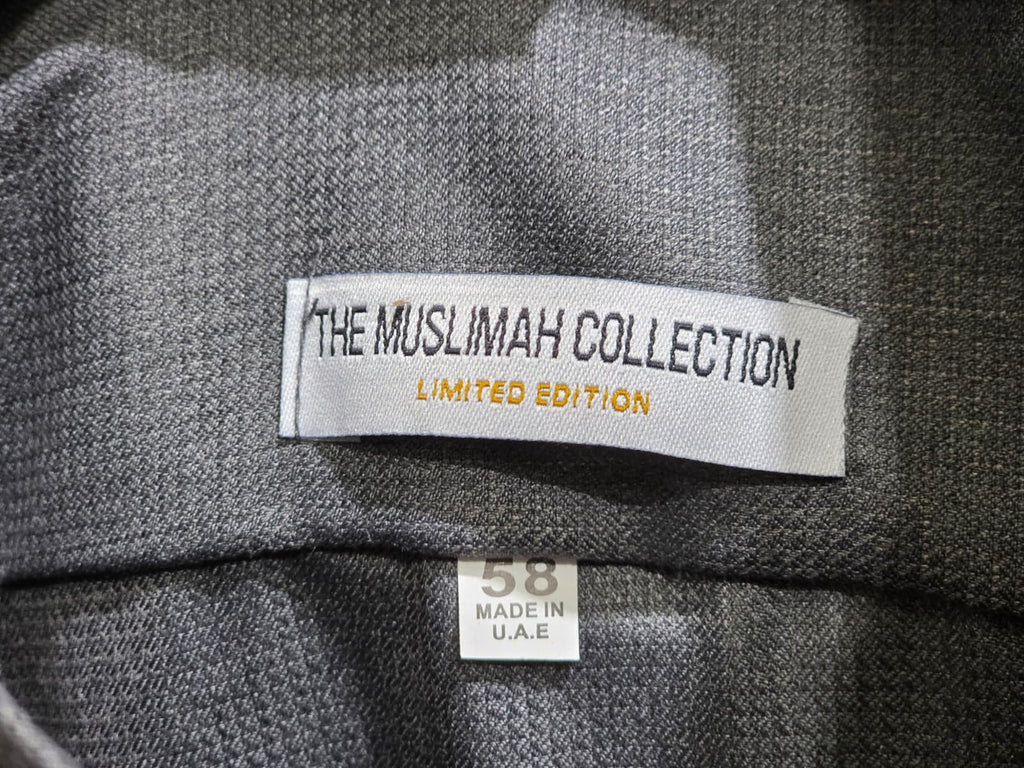 THE MUSLIMAH COLLECTION
LIMITED EDITION
58
MADE IN
U.A.E